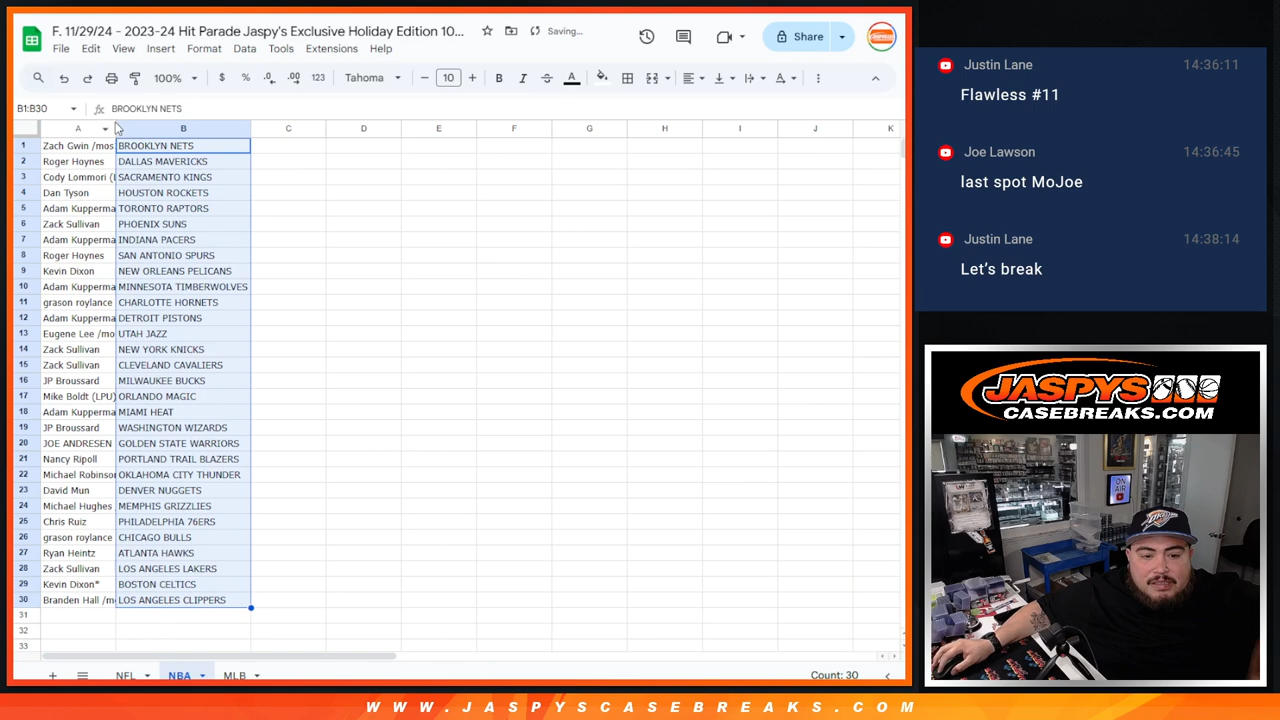 F. 11/29/24 - 2023-24 Hit Parade Jaspy's Exclusive Holiday Edition 10...
Saving...
File Edit View Insert Format Data Tools Extensions Help
Share
100% $ % .0 .00 123 Tahoma 10 B I S A
B1:B30 fx BROOKLYN NETS
A B C D E F G H I J K
1 Zach Gwin /mos BROOKLYN NETS
2 Roger Hoynes DALLAS MAVERICKS
3 Cody Lommori (I SACRAMENTO KINGS
4 Dan Tyson HOUSTON ROCKETS
5 Adam Kupperma TORONTO RAPTORS
6 Zack Sullivan PHOENIX SUNS
7 Adam Kupperma INDIANA PACERS
8 Roger Hoynes SAN ANTONIO SPURS
9 Kevin Dixon NEW ORLEANS PELICANS
10 Adam Kupperma MINNESOTA TIMBERWOLVES
11 grason roylance CHARLOTTE HORNETS
12 Adam Kupperma DETROIT PISTONS
13 Eugene Lee /mo UTAH JAZZ
14 Zack Sullivan NEW YORK KNICKS
15 Zack Sullivan CLEVELAND CAVALIERS
16 JP Broussard MILWAUKEE BUCKS
17 Mike Boldt (LPU) ORLANDO MAGIC
18 Adam Kupperma MIAMI HEAT
19 JP Broussard WASHINGTON WIZARDS
20 JOE ANDRESEN GOLDEN STATE WARRIORS
21 Nancy Ripoll PORTLAND TRAIL BLAZERS
22 Michael Robinson OKLAHOMA CITY THUNDER
23 David Mun DENVER NUGGETS
24 Michael Hughes MEMPHIS GRIZZLIES
25 Chris Ruiz PHILADELPHIA 76ERS
26 grason roylance CHICAGO BULLS
27 Ryan Heintz ATLANTA HAWKS
28 Zack Sullivan LOS ANGELES LAKERS
29 Kevin Dixon* BOSTON CELTICS
30 Branden Hall /m LOS ANGELES CLIPPERS
31
32
33
NFL NBA MLB Count: 30
Justin Lane 14:36:11
Flawless #11
Joe Lawson 14:36:45
last spot MoJoe
Justin Lane 14:38:14
Let's break
JASPYS
CASEBREAKS.COM
ON AIR
WWW.JASPYSCASEBREAKS.COM